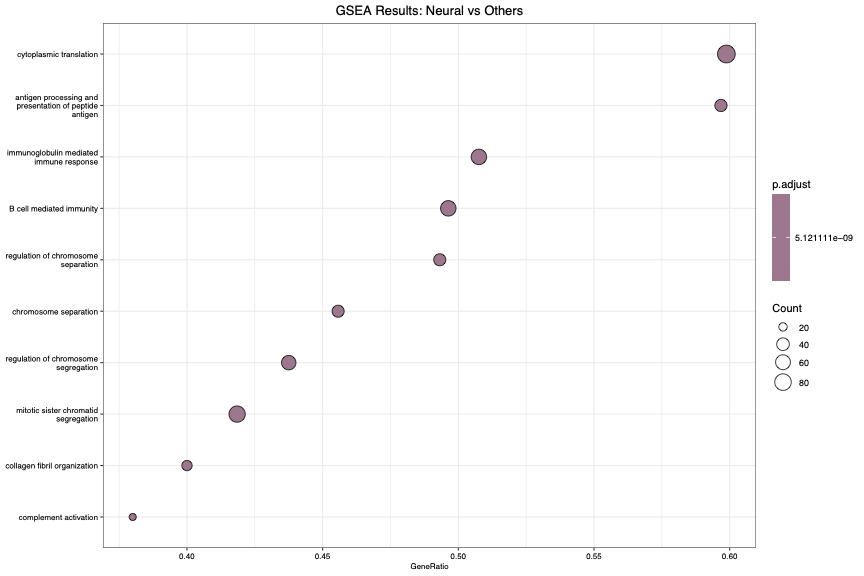 GSEA Results: Neural vs Others
cytoplasmic translation
antigen processing and
presentation of peptide
antigen
immunoglobulin mediated
immune response
B cell mediated immunity
regulation of chromosome
separation
chromosome separation
regulation of chromosome
segregation
mitotic sister chromatid
segregation
collagen fibril organization
complement activation
0.40
0.45
0.50
0.55
0.60
GeneRatio
p.adjust
5.121111e−09
Count
20
40
60
80